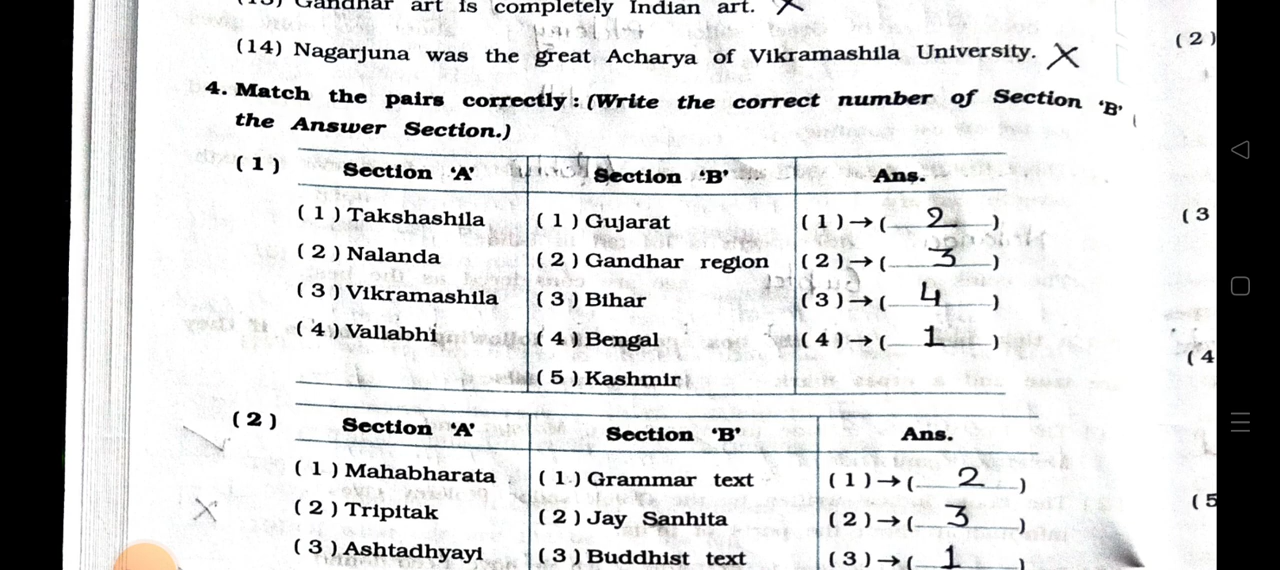 (13) Gandhar art is completely Indian art. X
(14) Nagarjuna was the great Acharya of Vikramashila University. X
(2)
4. Match the pairs correctly: (Write the correct number of Section 'B'
the Answer Section.)
(1) Section 'A' Section 'B' Ans.
(1) Takshashila (1) Gujarat (1)→( 2 )
(3
(2) Nalanda (2) Gandhar region (2)→( 3 )
(3) Vikramashila (3) Bihar (3)→( 4 )
(4) Vallabhi (4) Bengal (4)→( 1 )
(4
(5) Kashmir
(2) Section 'A' Section 'B' Ans.
(1) Mahabharata (1) Grammar text (1)→( 2 )
(5
(2) Tripitak (2) Jay Sanhita (2)→( 3 )
(3) Ashtadhyayi (3) Buddhist text (3)→( 1 )